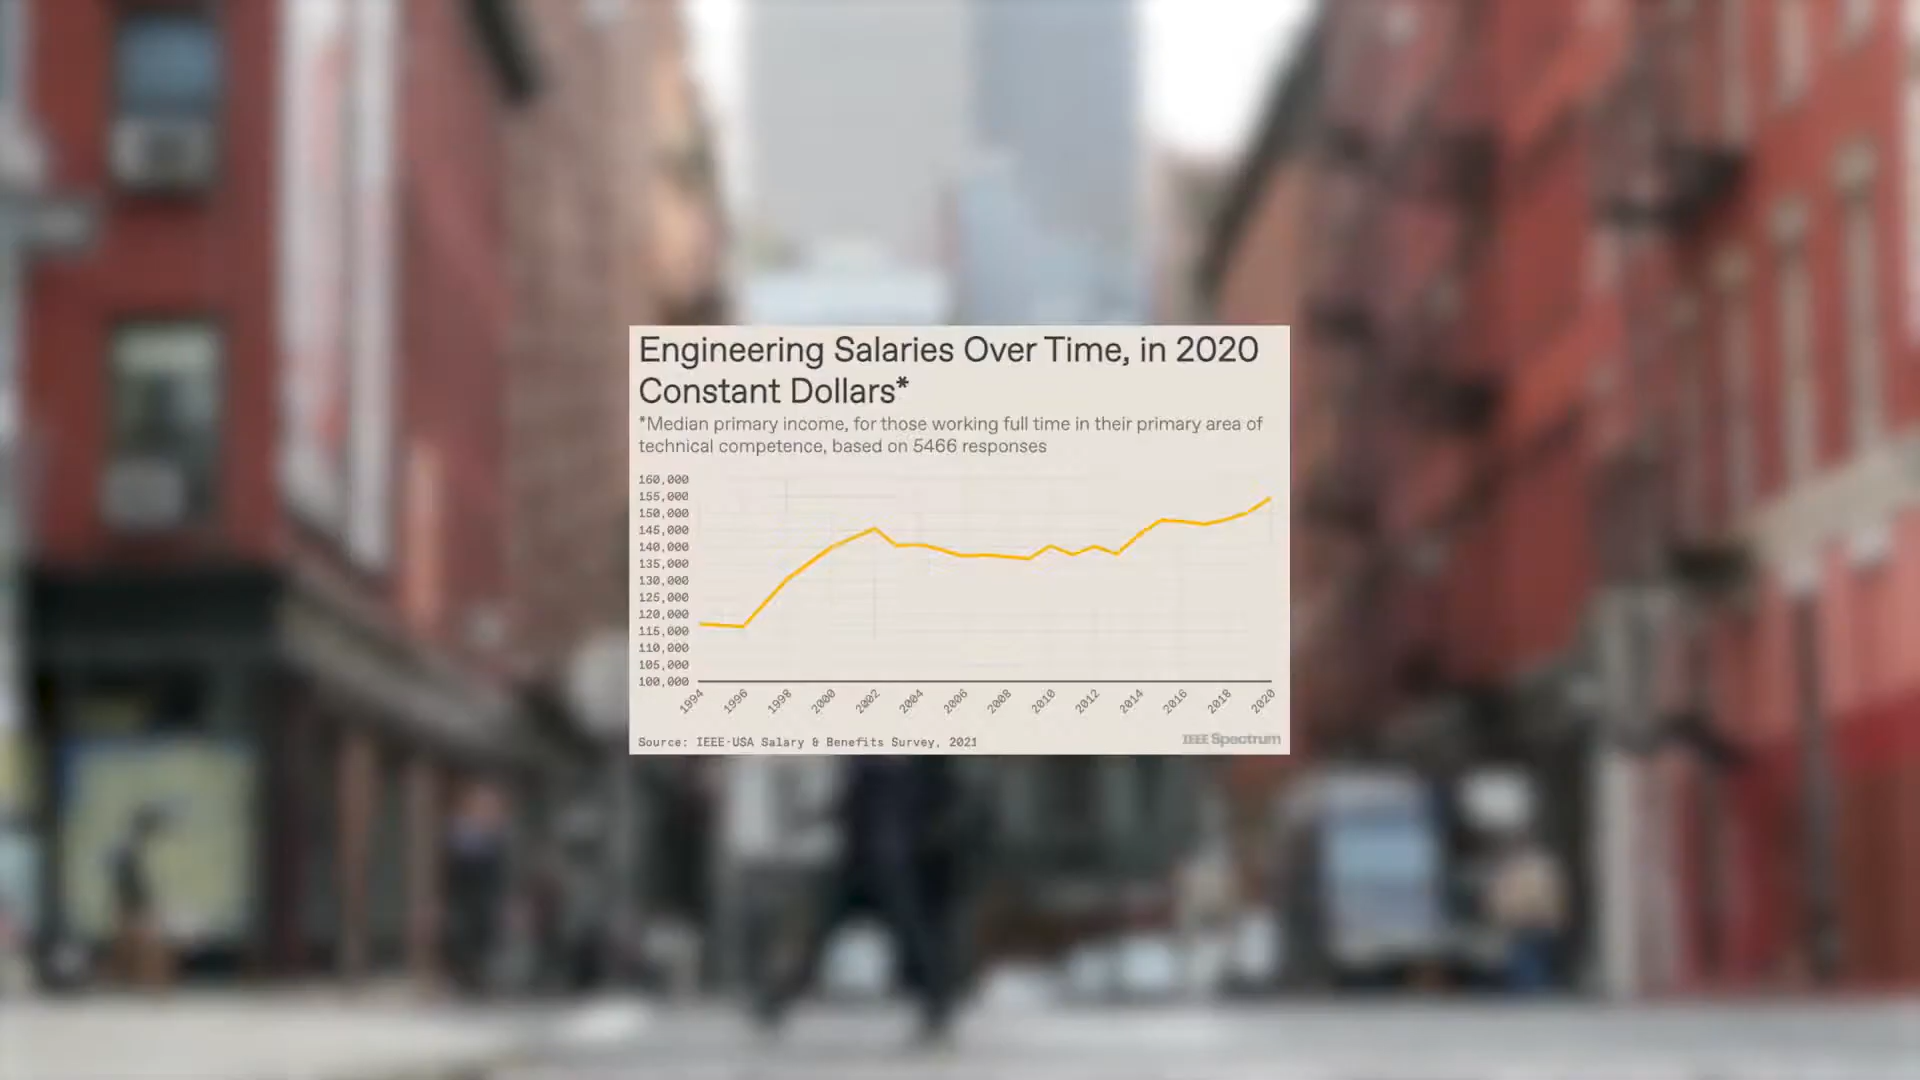 Engineering Salaries Over Time, in 2020
Constant Dollars*
*Median primary income, for those working full time in their primary area of
technical competence, based on 5466 responses
160,000
155,000
150,000
145,000
140,000
135,000
130,000
125,000
120,000
115,000
110,000
105,000
100,000
1994 1996 1998 2000 2002 2004 2006 2008 2010 2012 2014 2016 2018 2020
Source: IEEE-USA Salary & Benefits Survey, 2021
IEEE Spectrum